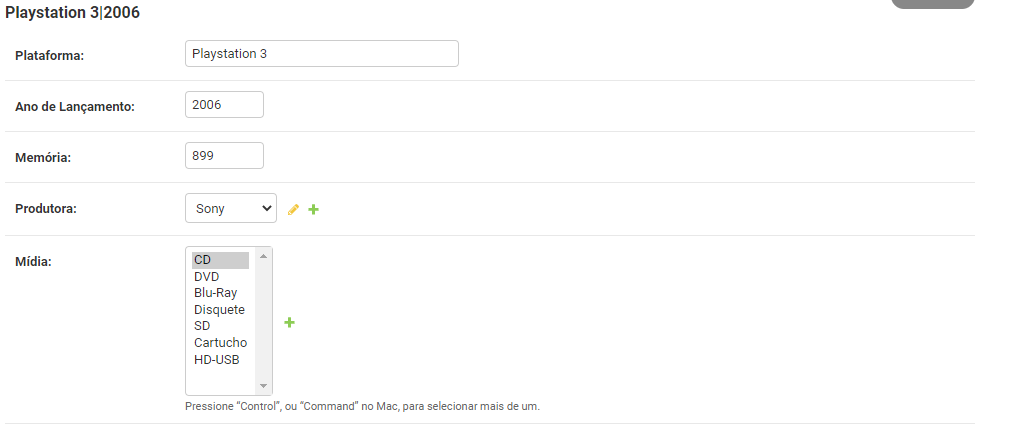 Playstation 3|2006
Plataforma: Playstation 3
Ano de Lançamento: 2006
Memória: 899
Produtora: Sony
Mídia: CD
DVD
Blu-Ray
Disquete
SD
Cartucho
HD-USB
Pressione “Control”, ou “Command” no Mac, para selecionar mais de um.